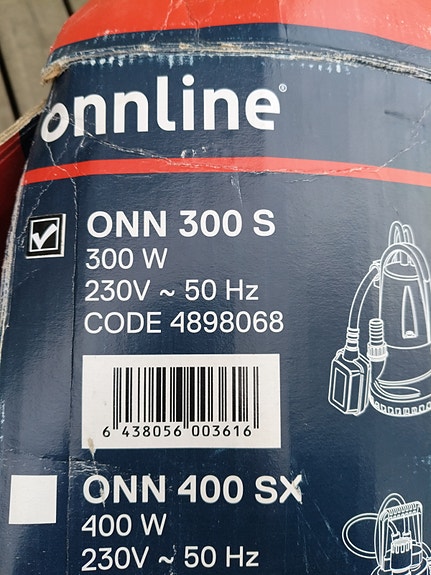 onnline®
ONN 300 S
300 W
230V ~ 50 Hz
CODE 4898068
6 438056 003616
ONN 400 SX
400 W
230V ~ 50 Hz